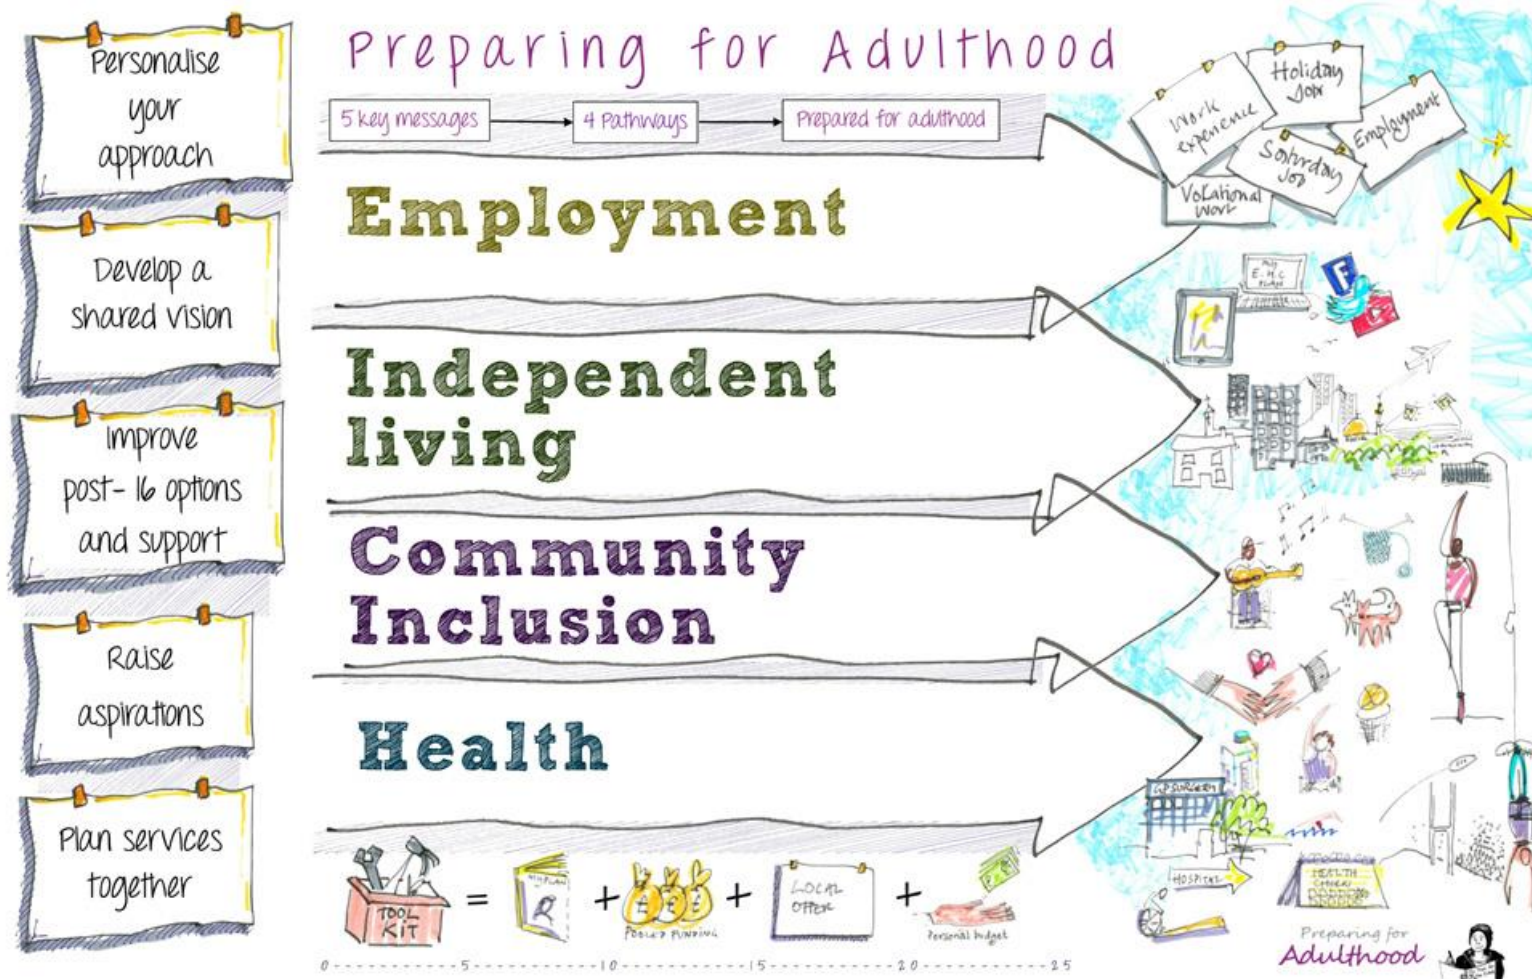 Preparing for Adulthood
5 key messages
4 Pathways
Prepared for adulthood
Personalise
your
approach
Develop a
shared vision
Improve
post-16 options
and support
Raise
aspirations
Plan services
together
Employment
Independent
living
Community
Inclusion
Health
Work
experience
Holiday
Job
Employment
Saturday
Job
Vocational
Work
E.H.C
GP SURGERY
HOSPITAL
HEALTH
CHECK
TOOL
KIT
=
MY PLAN
+
POOLED FUNDING
+
LOCAL
OFFER
+
Personal budget
0 5 10 15 20 25
Preparing for
Adulthood